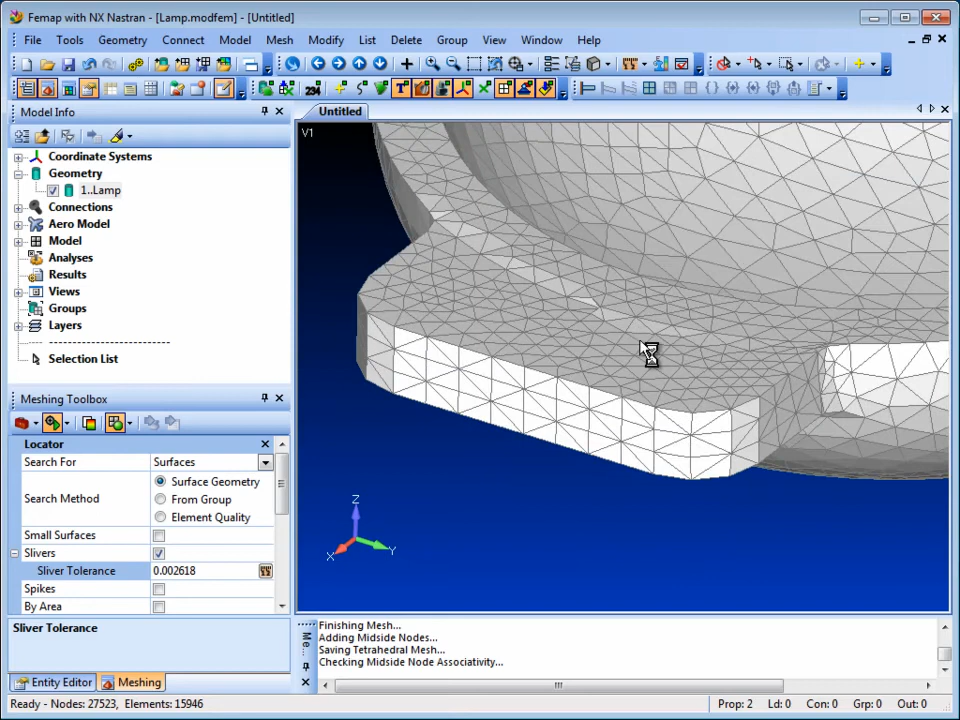 Femap with NX Nastran - [Lamp.modfem] - [Untitled]
File Tools Geometry Connect Model Mesh Modify List Delete Group View Window Help
234
Model Info
Untitled
V1
Coordinate Systems
Geometry
1..Lamp
Connections
Aero Model
Model
Analyses
Results
Views
Groups
Layers
Selection List
Meshing Toolbox
Locator
Search For Surfaces
Search Method
Surface Geometry
From Group
Element Quality
Small Surfaces
Slivers
Sliver Tolerance 0.002618
Spikes
By Area
Sliver Tolerance
Entity Editor Meshing
Z
X
Y
Me...
Finishing Mesh...
Adding Midside Nodes...
Saving Tetrahedral Mesh...
Checking Midside Node Associativity...
Ready - Nodes: 27523, Elements: 15946
Prop: 2 Ld: 0 Con: 0 Grp: 0 Out: 0